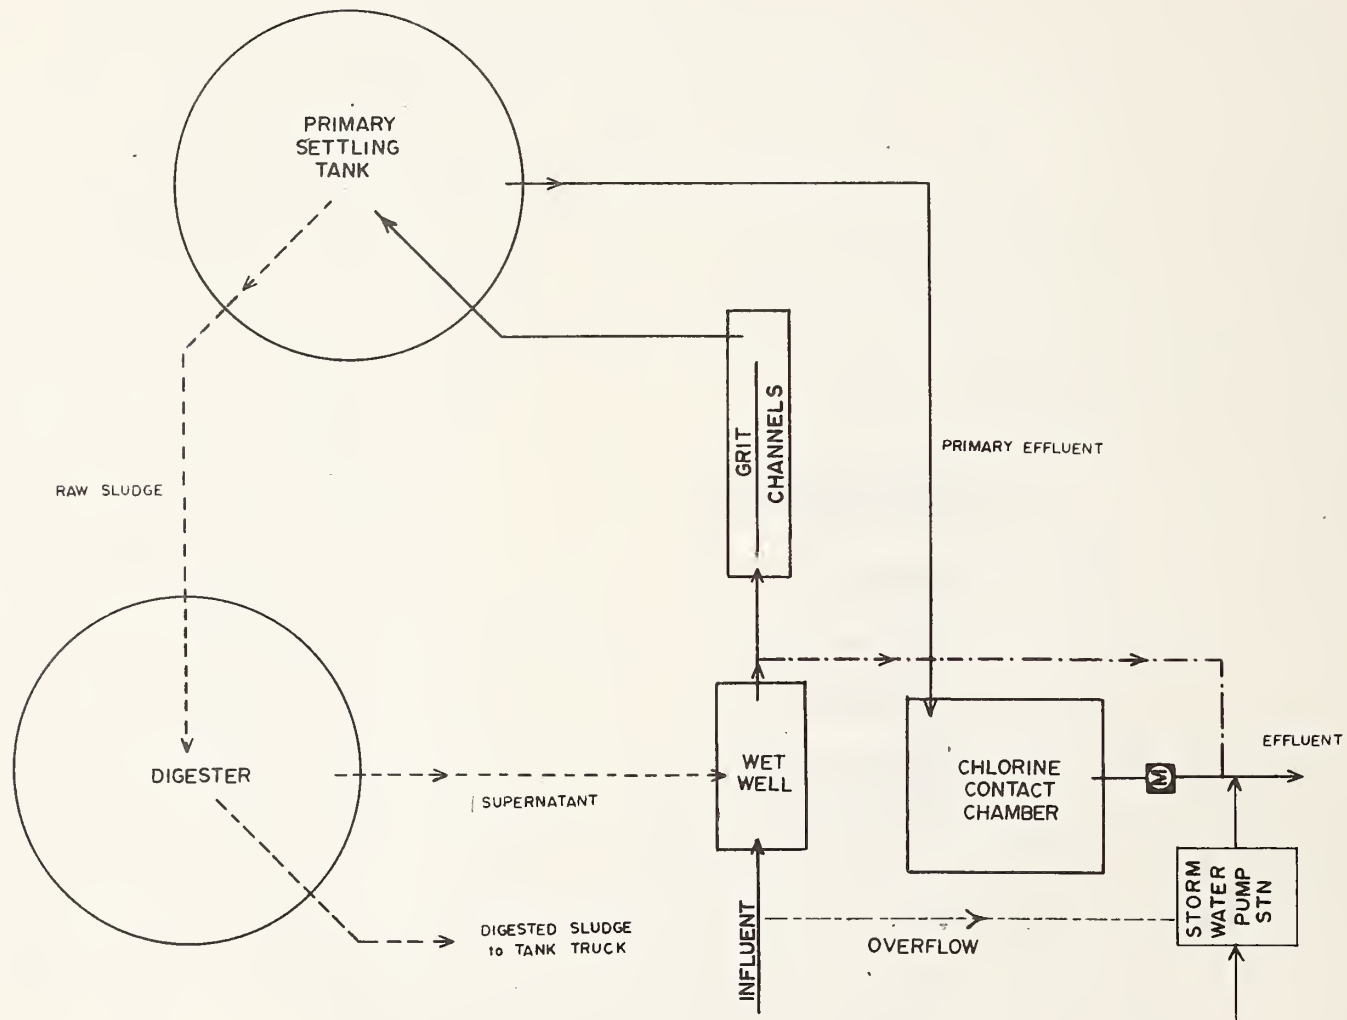 PRIMARY
SETTLING
TANK
GRIT
CHANNELS
PRIMARY EFFLUENT
RAW SLUDGE
DIGESTER
SUPERNATANT
WET
WELL
CHLORINE
CONTACT
CHAMBER
M
EFFLUENT
STORM
WATER
PUMP
STN
DIGESTED SLUDGE
to TANK TRUCK
INFLUENT
OVERFLOW